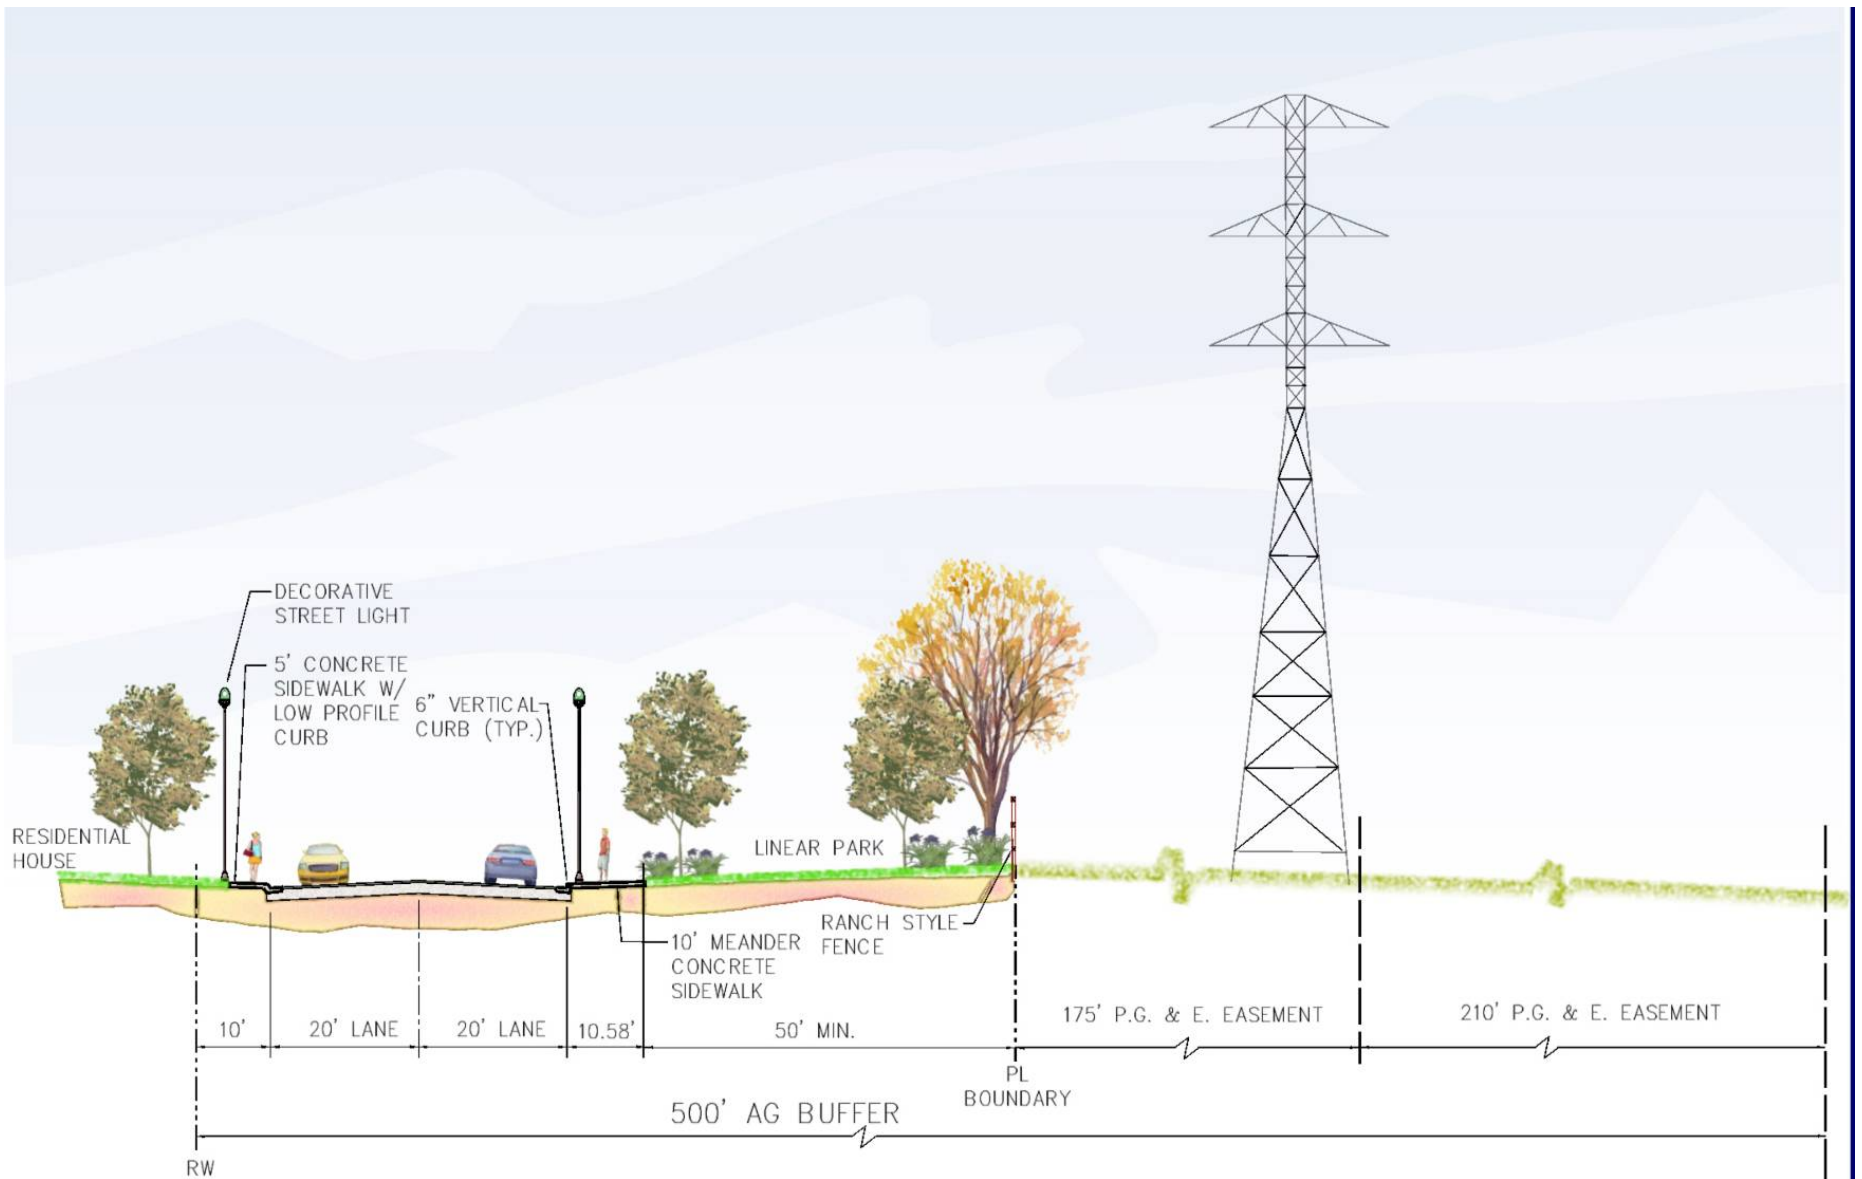 DECORATIVE
STREET LIGHT
5' CONCRETE
SIDEWALK W/
LOW PROFILE
CURB
6" VERTICAL
CURB (TYP.)
RESIDENTIAL
HOUSE
LINEAR PARK
RANCH STYLE
FENCE
10' MEANDER
CONCRETE
SIDEWALK
10'
20' LANE
20' LANE
10.58'
50' MIN.
175' P.G. & E. EASEMENT
210' P.G. & E. EASEMENT
PL
BOUNDARY
500' AG BUFFER
RW